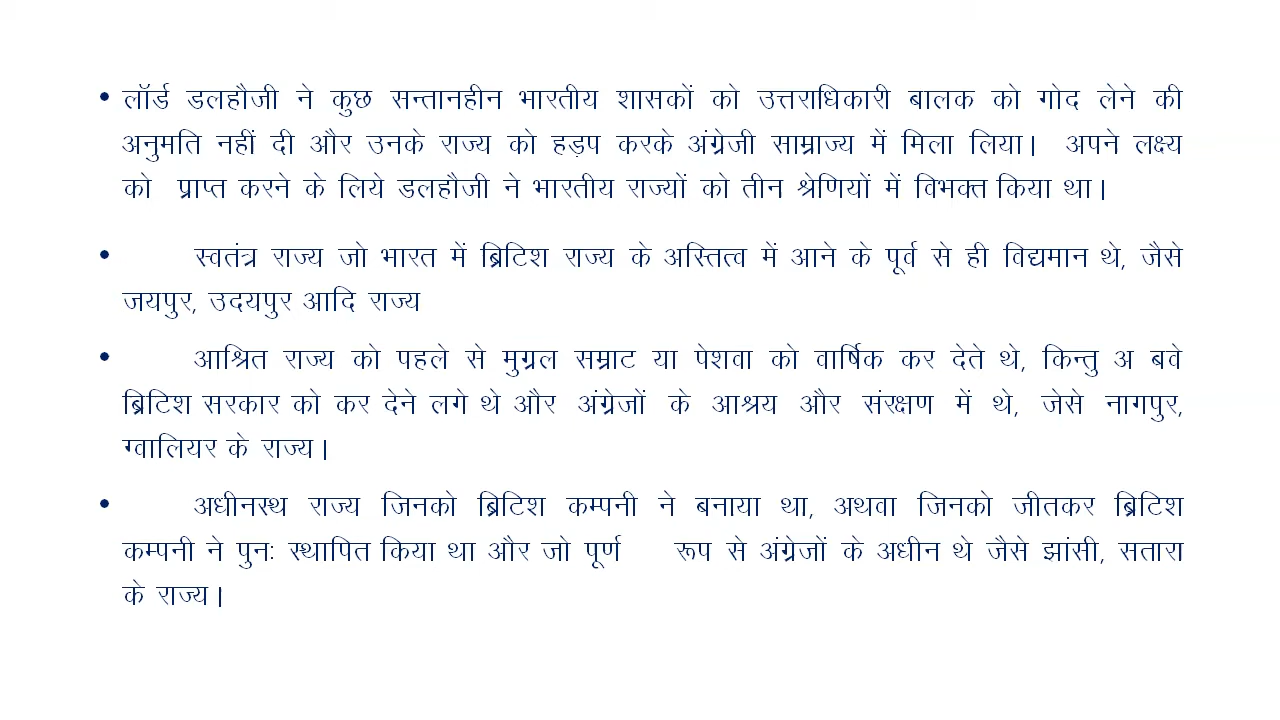 • लॉर्ड डलहौजी ने कुछ सन्तानहीन भारतीय शासकों को उत्तराधिकारी बालक को गोद लेने की
अनुमति नहीं दी और उनके राज्य को हड़प करके अंग्रेजी साम्राज्य में मिला लिया। अपने लक्ष्य
को प्राप्त करने के लिये डलहौजी ने भारतीय राज्यों को तीन श्रेणियों में विभक्त किया था।
• स्वतंत्र राज्य जो भारत में ब्रिटिश राज्य के अस्तित्व में आने के पूर्व से ही विद्यमान थे, जैसे
जयपुर, उदयपुर आदि राज्य
• आश्रित राज्य को पहले से मुग़्रल सम्राट या पेशवा को वार्षिक कर देते थे, किन्तु अ बवे
ब्रिटिश सरकार को कर देने लगे थे और अंग्रेजों के आश्रय और संरक्षण में थे, जेसे नागपुर,
ग्वालियर के राज्य।
• अधीनस्थ राज्य जिनको ब्रिटिश कम्पनी ने बनाया था, अथवा जिनको जीतकर ब्रिटिश
कम्पनी ने पुनः स्थापित किया था और जो पूर्ण रूप से अंग्रेजों के अधीन थे जैसे झांसी, सतारा
के राज्य।